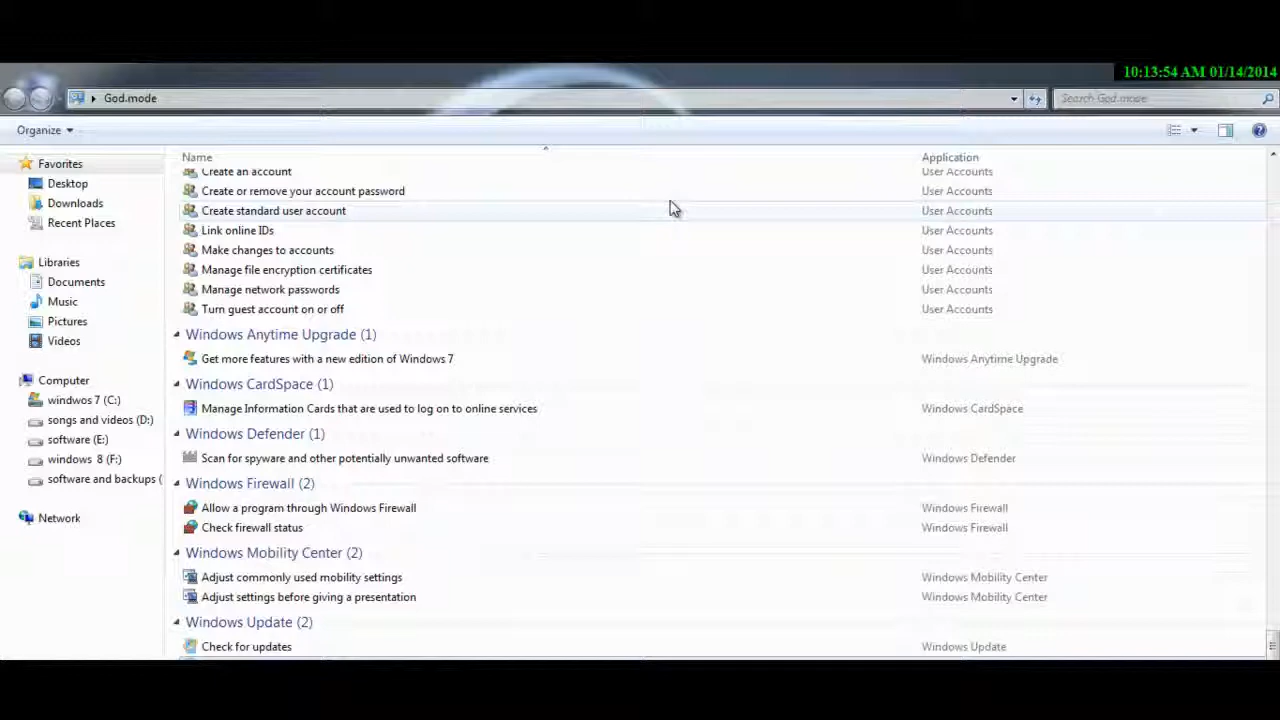 10:13:54 AM 01/14/2014
God.mode
Search God.mode
Organize
Name Application
Favorites
Desktop
Downloads
Recent Places
Libraries
Documents
Music
Pictures
Videos
Computer
windwos 7 (C:)
songs and videos (D:)
software (E:)
windows 8 (F:)
software and backups (
Network
Create an account User Accounts
Create or remove your account password User Accounts
Create standard user account User Accounts
Link online IDs User Accounts
Make changes to accounts User Accounts
Manage file encryption certificates User Accounts
Manage network passwords User Accounts
Turn guest account on or off User Accounts
Windows Anytime Upgrade (1)
Get more features with a new edition of Windows 7 Windows Anytime Upgrade
Windows CardSpace (1)
Manage Information Cards that are used to log on to online services Windows CardSpace
Windows Defender (1)
Scan for spyware and other potentially unwanted software Windows Defender
Windows Firewall (2)
Allow a program through Windows Firewall Windows Firewall
Check firewall status Windows Firewall
Windows Mobility Center (2)
Adjust commonly used mobility settings Windows Mobility Center
Adjust settings before giving a presentation Windows Mobility Center
Windows Update (2)
Check for updates Windows Update